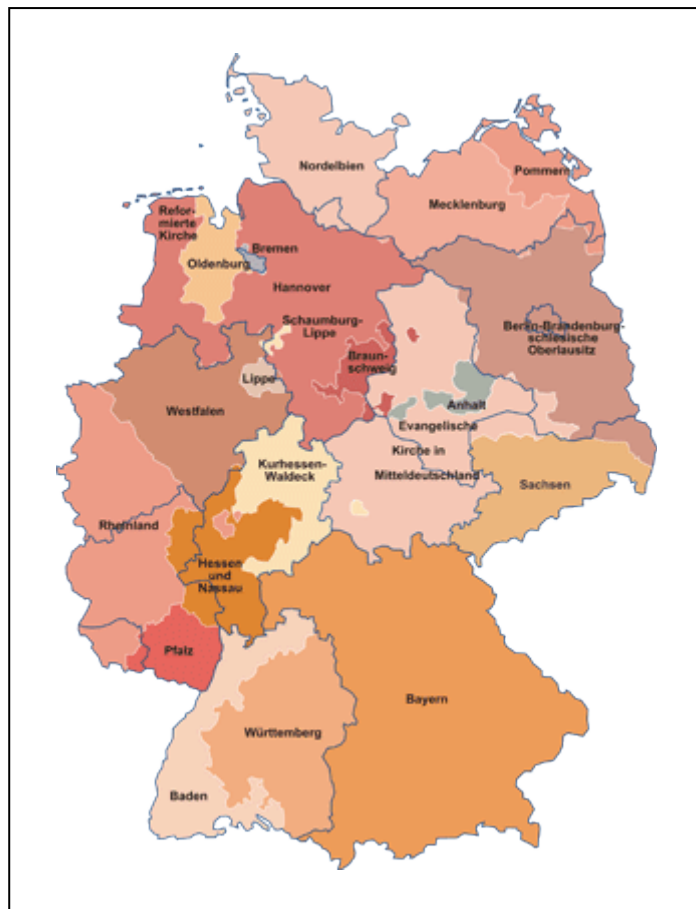 Nordelbien
Pommern
Mecklenburg
Refor-
mierte
Kirche
Oldenburg
Bremen
Hannover
Schaumburg-
Lippe
Braun-
schweig
Berlin-Brandenburg-
schlesische
Oberlausitz
Lippe
Westfalen
Anhalt
Evangelische
Kirche in
Mitteldeutschland
Kurhessen-
Waldeck
Sachsen
Rheinland
Hessen
und
Nassau
Pfalz
Bayern
Württemberg
Baden